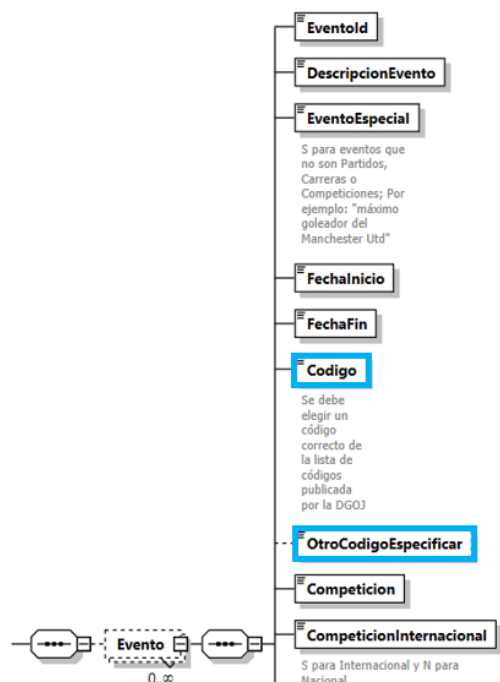 EventoId
DescripcionEvento
EventoEspecial
S para eventos que
no son Partidos,
Carreras o
Competiciones; Por
ejemplo: "máximo
goleador del
Manchester Utd"
FechaInicio
FechaFin
Codigo
Se debe
elegir un
código
correcto de
la lista de
códigos
publicada
por la DGOJ
OtroCodigoEspecificar
Competicion
CompeticionInternacional
S para Internacional y N para
Nacional
Evento
0..∞